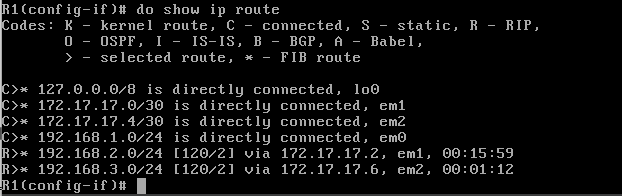 R1(config-if)# do show ip route
Codes: K - kernel route, C - connected, S - static, R - RIP,
O - OSPF, I - IS-IS, B - BGP, A - Babel,
> - selected route, * - FIB route
C>* 127.0.0.0/8 is directly connected, lo0
C>* 172.17.17.0/30 is directly connected, em1
C>* 172.17.17.4/30 is directly connected, em2
C>* 192.168.1.0/24 is directly connected, em0
R>* 192.168.2.0/24 [120/2] via 172.17.17.2, em1, 00:15:59
R>* 192.168.3.0/24 [120/2] via 172.17.17.6, em2, 00:01:12
R1(config-if)#